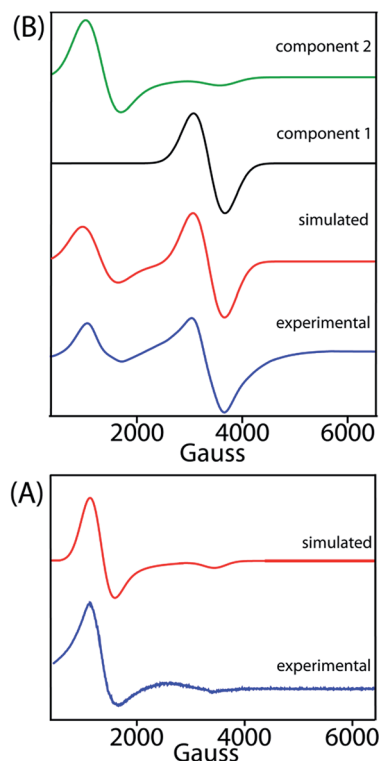 (B)
component 2
component 1
simulated
experimental
2000 4000 6000
Gauss
(A)
simulated
experimental
2000 4000 6000
Gauss